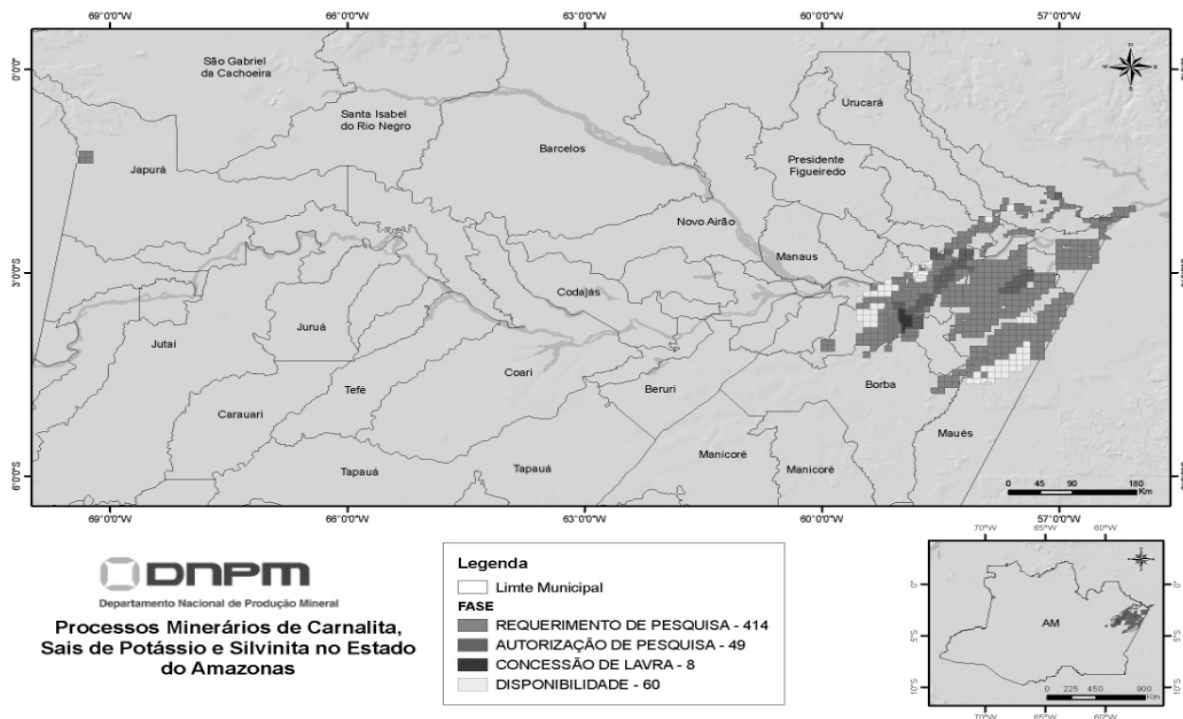 69°0'0"W 66°0'0"W 63°0'0"W 60°0'0"W 57°0'0"W
0°0'0"
3°0'0"S
6°0'0"S
São Gabriel
da Cachoeira
Santa Isabel
do Rio Negro
Urucará
Barcelos
Presidente
Figueiredo
Japurá
Novo Airão
Manaus
Codajás
Juruá
Jutaí
Coari
Tefé
Beruri
Borba
Carauari
Maués
Manicoré
Tapauá
Tapauá
Manicoré
0 45 90 180
Km
69°0'0"W 66°0'0"W 63°0'0"W 60°0'0"W 57°0'0"W
DNPM
Departamento Nacional de Produção Mineral
Processos Minerários de Carnalita,
Sais de Potássio e Silvinita no Estado
do Amazonas
Legenda
Limte Municipal
FASE
REQUERIMENTO DE PESQUISA - 414
AUTORIZAÇÃO DE PESQUISA - 49
CONCESSÃO DE LAVRA - 8
DISPONIBILIDADE - 60
70°W 65°W 60°W
0°
5°S
10°S
AM
0°
5°S
10°S
0 225 450 900
Km
70°W 65°W 60°W